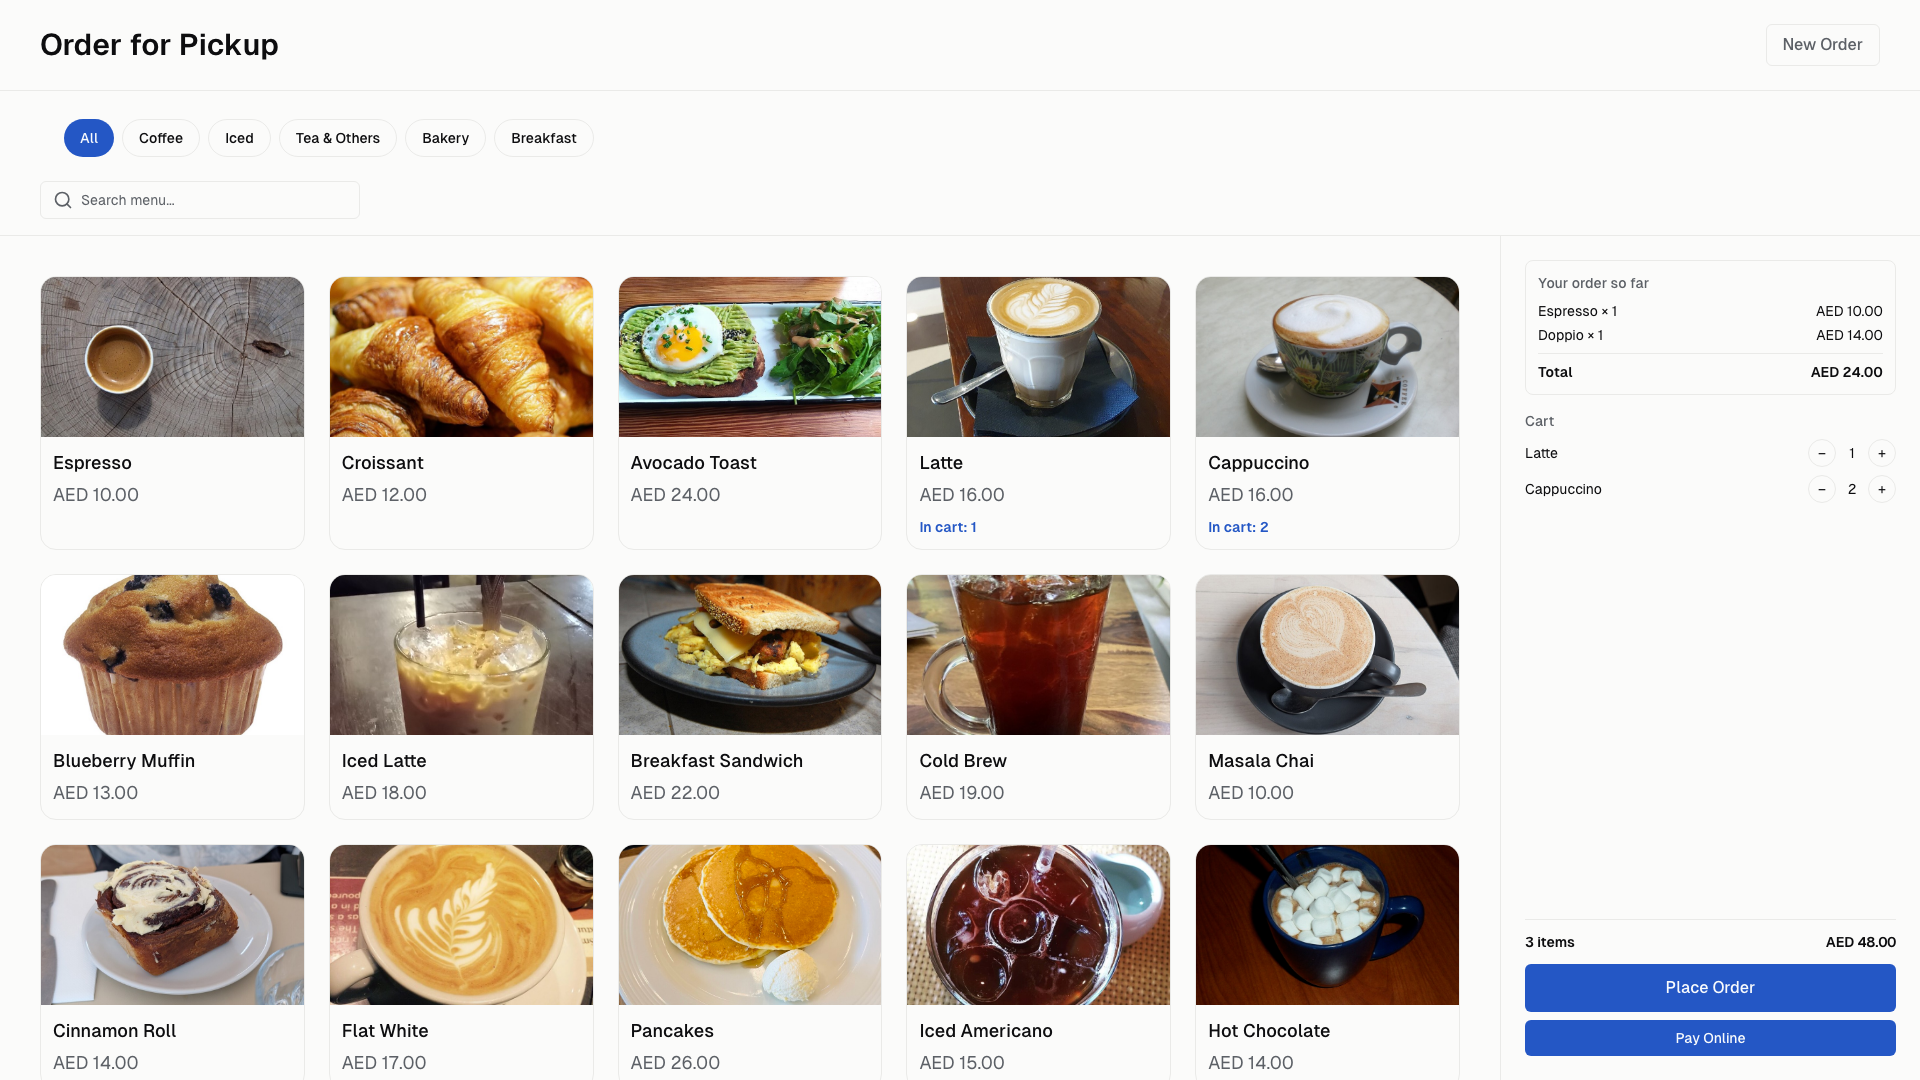 Order for Pickup
New Order
All
Coffee
Iced
Tea & Others
Bakery
Breakfast
Search menu…
Espresso
AED 10.00
Croissant
AED 12.00
Avocado Toast
AED 24.00
Latte
AED 16.00
In cart: 1
Cappuccino
AED 16.00
In cart: 2
Blueberry Muffin
AED 13.00
Iced Latte
AED 18.00
Breakfast Sandwich
AED 22.00
Cold Brew
AED 19.00
Masala Chai
AED 10.00
Cinnamon Roll
AED 14.00
Flat White
AED 17.00
Pancakes
AED 26.00
Iced Americano
AED 15.00
Hot Chocolate
AED 14.00
Your order so far
Espresso × 1 AED 10.00
Doppio × 1 AED 14.00
Total AED 24.00
Cart
Latte − 1 +
Cappuccino − 2 +
3 items AED 48.00
Place Order
Pay Online